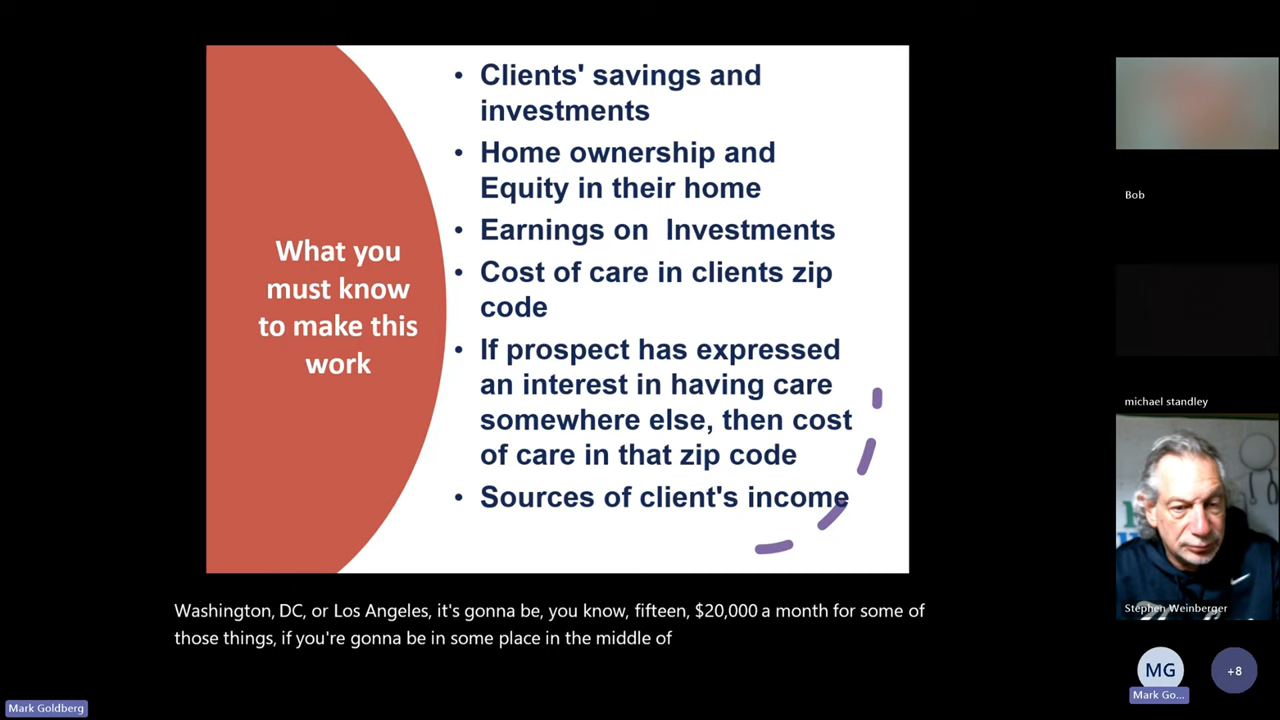 What you
must know
to make this
work
• Clients' savings and
investments
• Home ownership and
Equity in their home
• Earnings on  Investments
• Cost of care in clients zip
code
• If prospect has expressed
an interest in having care
somewhere else, then cost
of care in that zip code
• Sources of client's income
Washington, DC, or Los Angeles, it's gonna be, you know, fifteen, $20,000 a month for some of
those things, if you're gonna be in some place in the middle of
Mark Goldberg
Bob
michael standley
Stephen Weinberger
MG
Mark Go...
+8